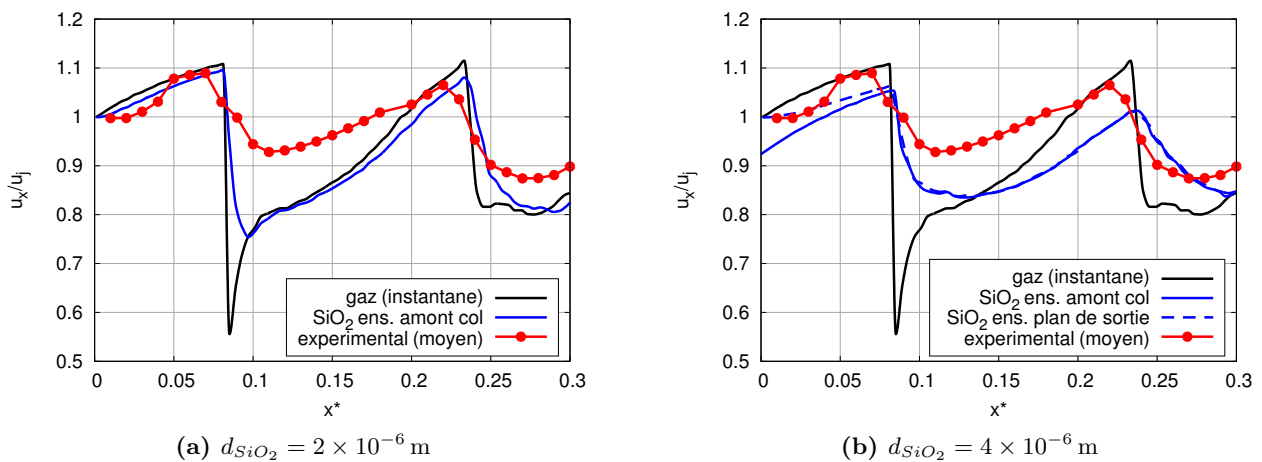 1.2
1.1
1
0.9
0.8
0.7
0.6
0.5
u_x/u_j
0
0.05
0.1
0.15
0.2
0.25
0.3
x*
gaz (instantane)
SiO₂ ens. amont col
experimental (moyen)
(a) d_{SiO₂} = 2 × 10⁻⁶ m
1.2
1.1
1
0.9
0.8
0.7
0.6
0.5
u_x/u_j
0
0.05
0.1
0.15
0.2
0.25
0.3
x*
gaz (instantane)
SiO₂ ens. amont col
SiO₂ ens. plan de sortie
experimental (moyen)
(b) d_{SiO₂} = 4 × 10⁻⁶ m